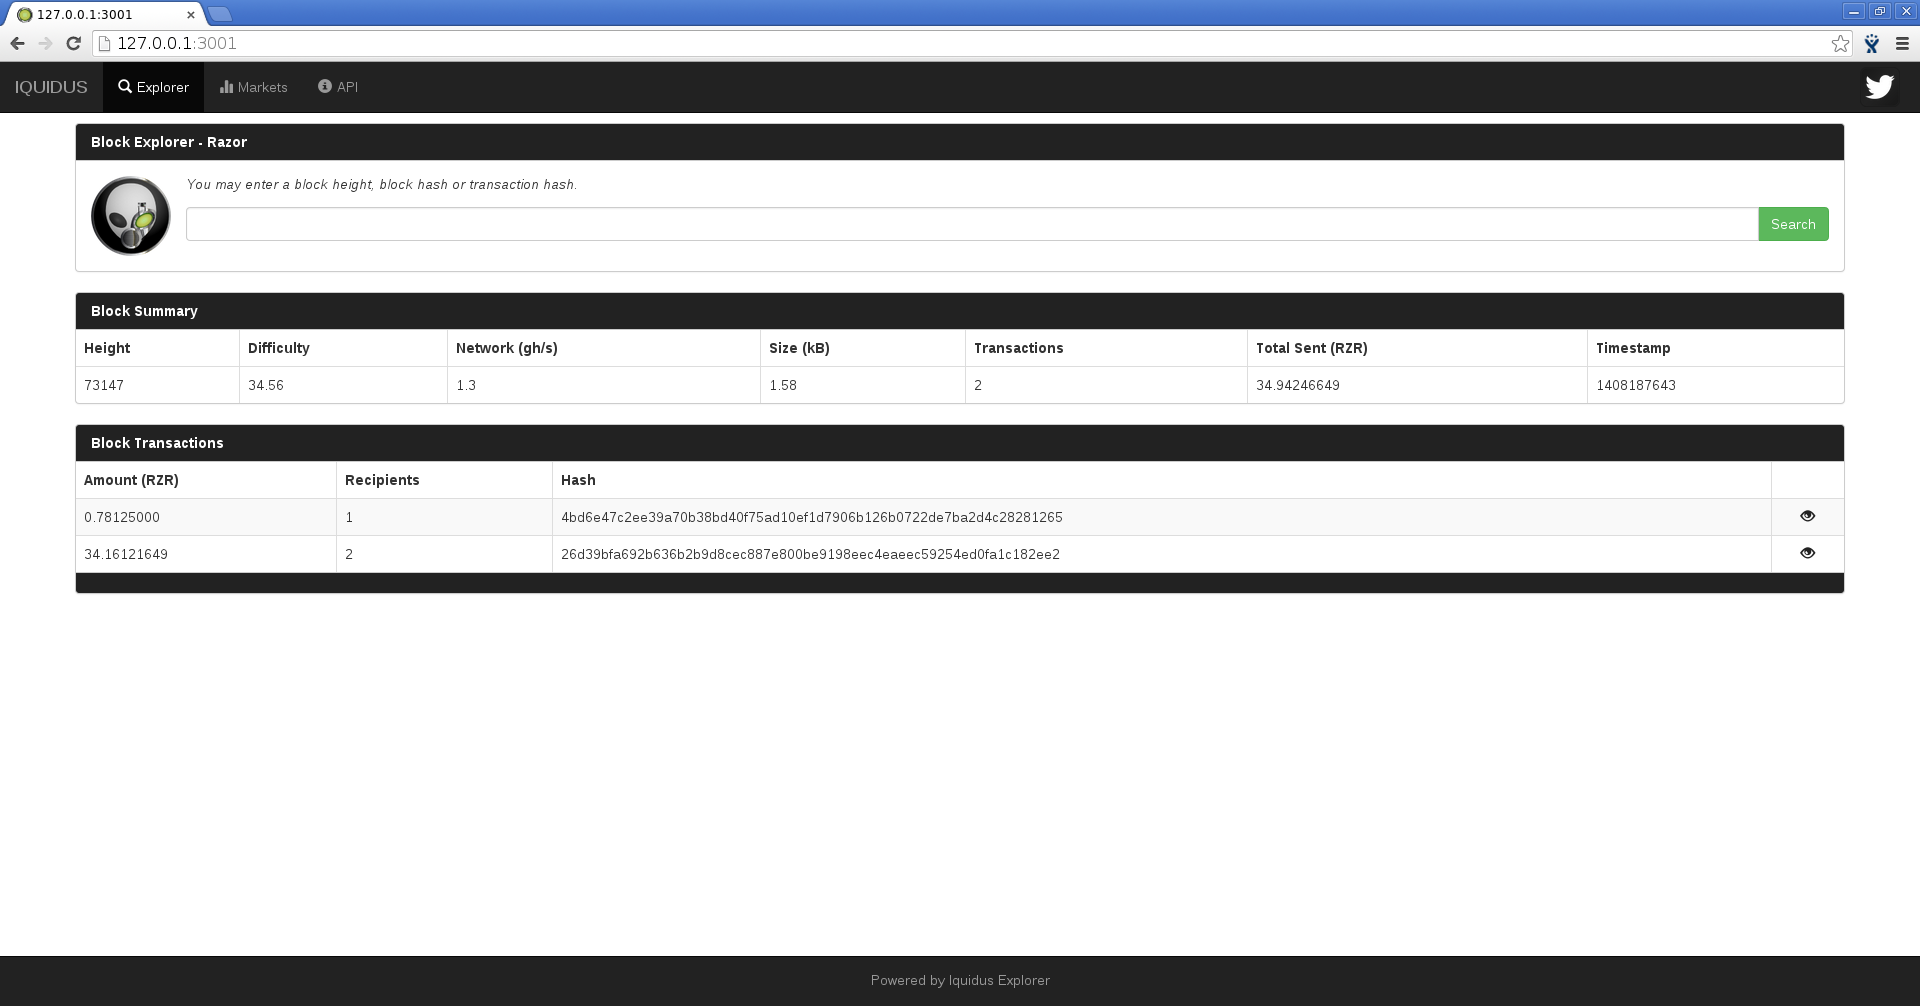 127.0.0.1:3001
127.0.0.1:3001
IQUIDUS Explorer Markets API
Block Explorer - Razor
You may enter a block height, block hash or transaction hash.
Search
Block Summary
Height Difficulty Network (gh/s) Size (kB) Transactions Total Sent (RZR) Timestamp
73147 34.56 1.3 1.58 2 34.94246649 1408187643
Block Transactions
Amount (RZR) Recipients Hash
0.78125000 1 4bd6e47c2ee39a70b38bd40f75ad10ef1d7906b126b0722de7ba2d4c28281265
34.16121649 2 26d39bfa692b636b2b9d8cec887e800be9198eec4eaeec59254ed0fa1c182ee2
Powered by Iquidus Explorer